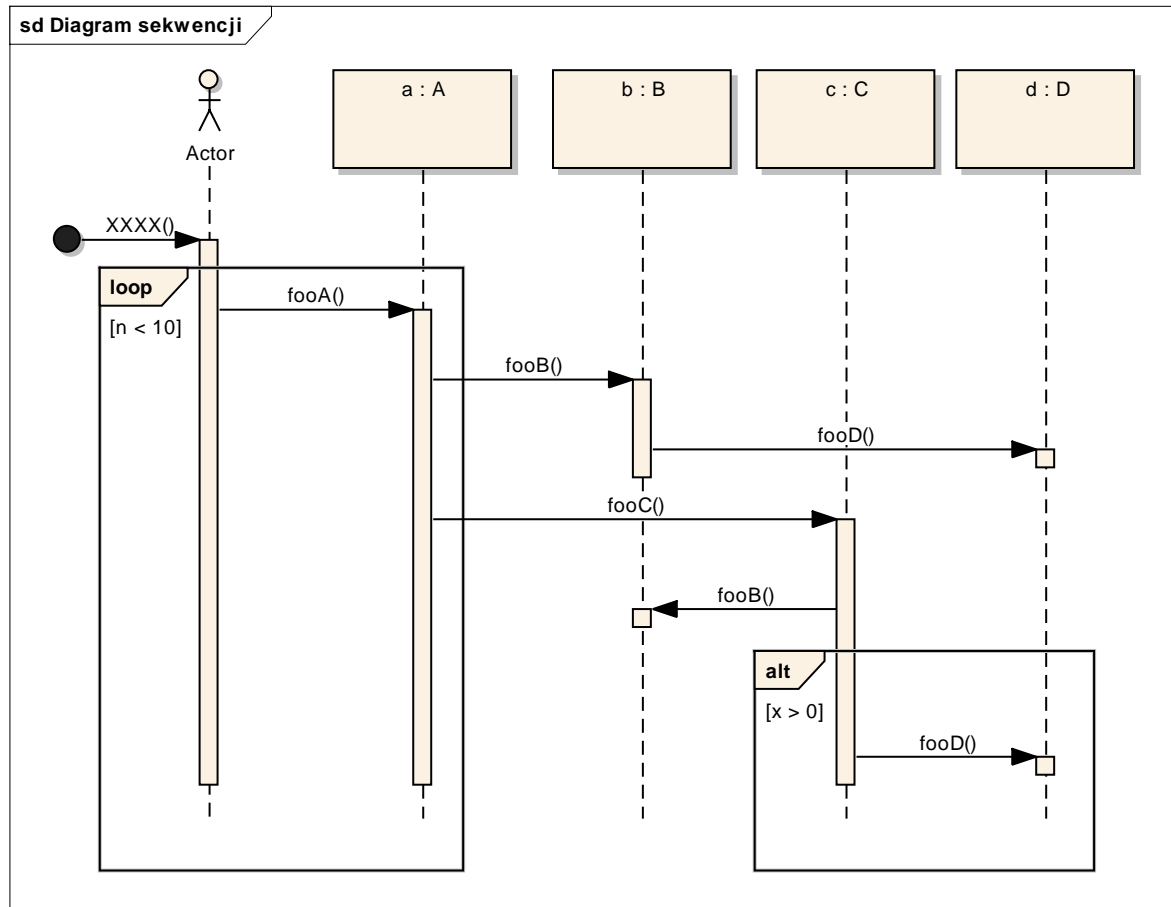 sd Diagram sekwencji
a : A
b : B
c : C
d : D
Actor
XXXX()
loop
fooA()
[n < 10]
fooB()
fooD()
fooC()
fooB()
alt
[x > 0]
fooD()